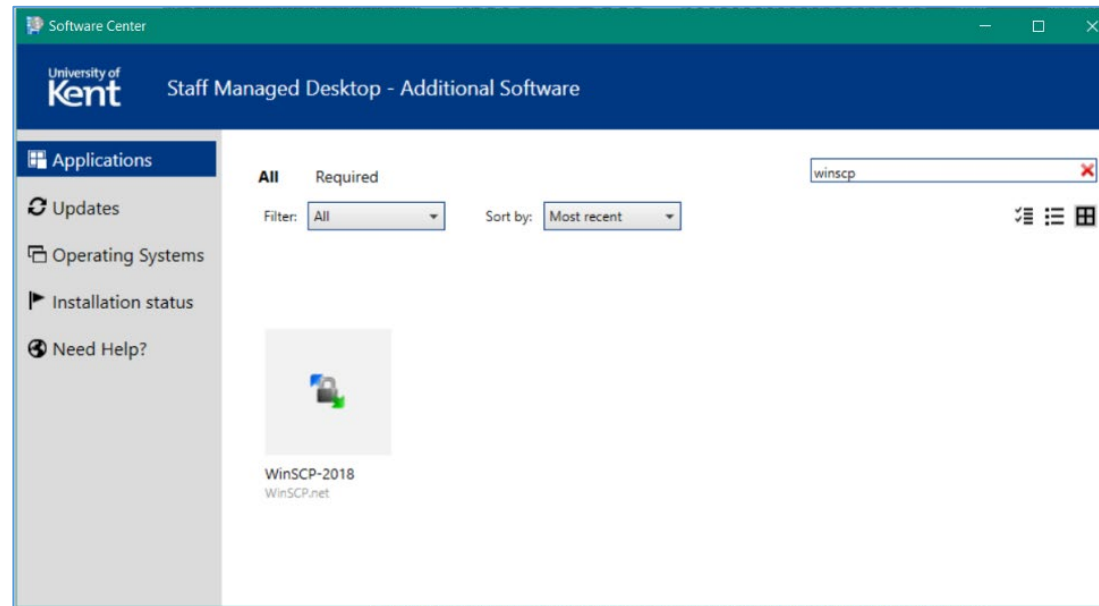 Software Center
University of
Kent
Staff Managed Desktop - Additional Software
Applications
Updates
Operating Systems
Installation status
Need Help?
All Required
winscp
Filter: All Sort by: Most recent
WinSCP-2018
WinSCP.net